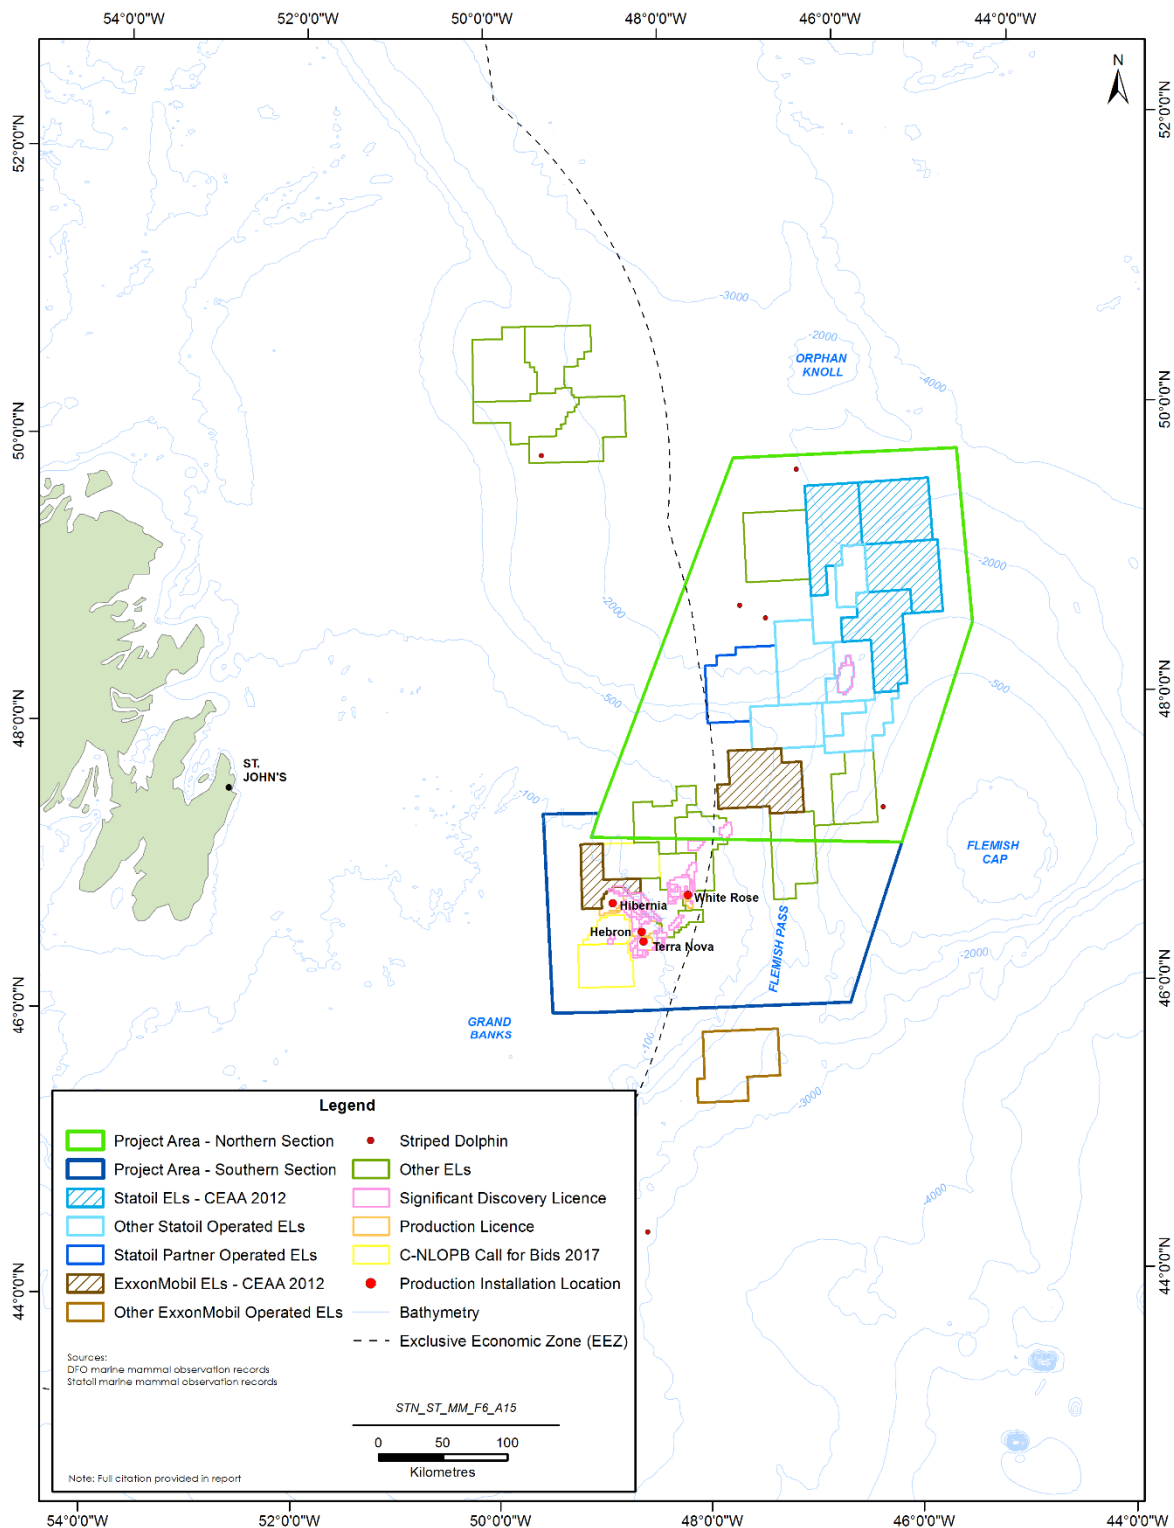 54°0'0"W 52°0'0"W 50°0'0"W 48°0'0"W 46°0'0"W 44°0'0"W
N
52°0'0"N 52°0'0"N
-3000
-2000
ORPHAN
KNOLL
-4000
50°0'0"N 50°0'0"N
-2000
-2000
-500
-500
48°0'0"N 48°0'0"N
ST.
JOHN'S
-100
FLEMISH
CAP
White Rose
Hibernia
Hebron
Terra Nova
FLEMISH PASS
-2000
46°0'0"N 46°0'0"N
GRAND
BANKS
-100
-3000
-4000
44°0'0"N 44°0'0"N
Legend
Project Area - Northern Section
Project Area - Southern Section
Statoil ELs - CEAA 2012
Other Statoil Operated ELs
Statoil Partner Operated ELs
ExxonMobil ELs - CEAA 2012
Other ExxonMobil Operated ELs
Striped Dolphin
Other ELs
Significant Discovery Licence
Production Licence
C-NLOPB Call for Bids 2017
Production Installation Location
Bathymetry
Exclusive Economic Zone (EEZ)
Sources:
DFO marine mammal observation records
Statoil marine mammal observation records
STN_ST_MM_F6_A15
0 50 100
Kilometres
Note: Full citation provided in report
54°0'0"W 52°0'0"W 50°0'0"W 48°0'0"W 46°0'0"W 44°0'0"W